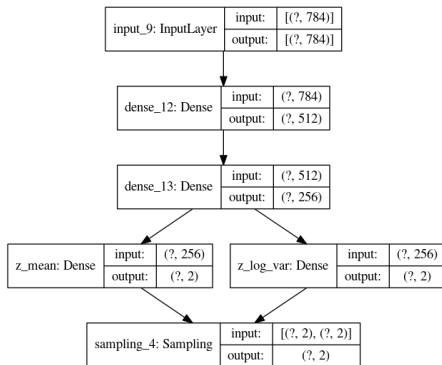 input_9: InputLayer input: [(?, 784)]
output: [(?, 784)]
dense_12: Dense input: (?, 784)
output: (?, 512)
dense_13: Dense input: (?, 512)
output: (?, 256)
z_mean: Dense input: (?, 256)
output: (?, 2)
z_log_var: Dense input: (?, 256)
output: (?, 2)
sampling_4: Sampling input: [(?, 2), (?, 2)]
output: (?, 2)